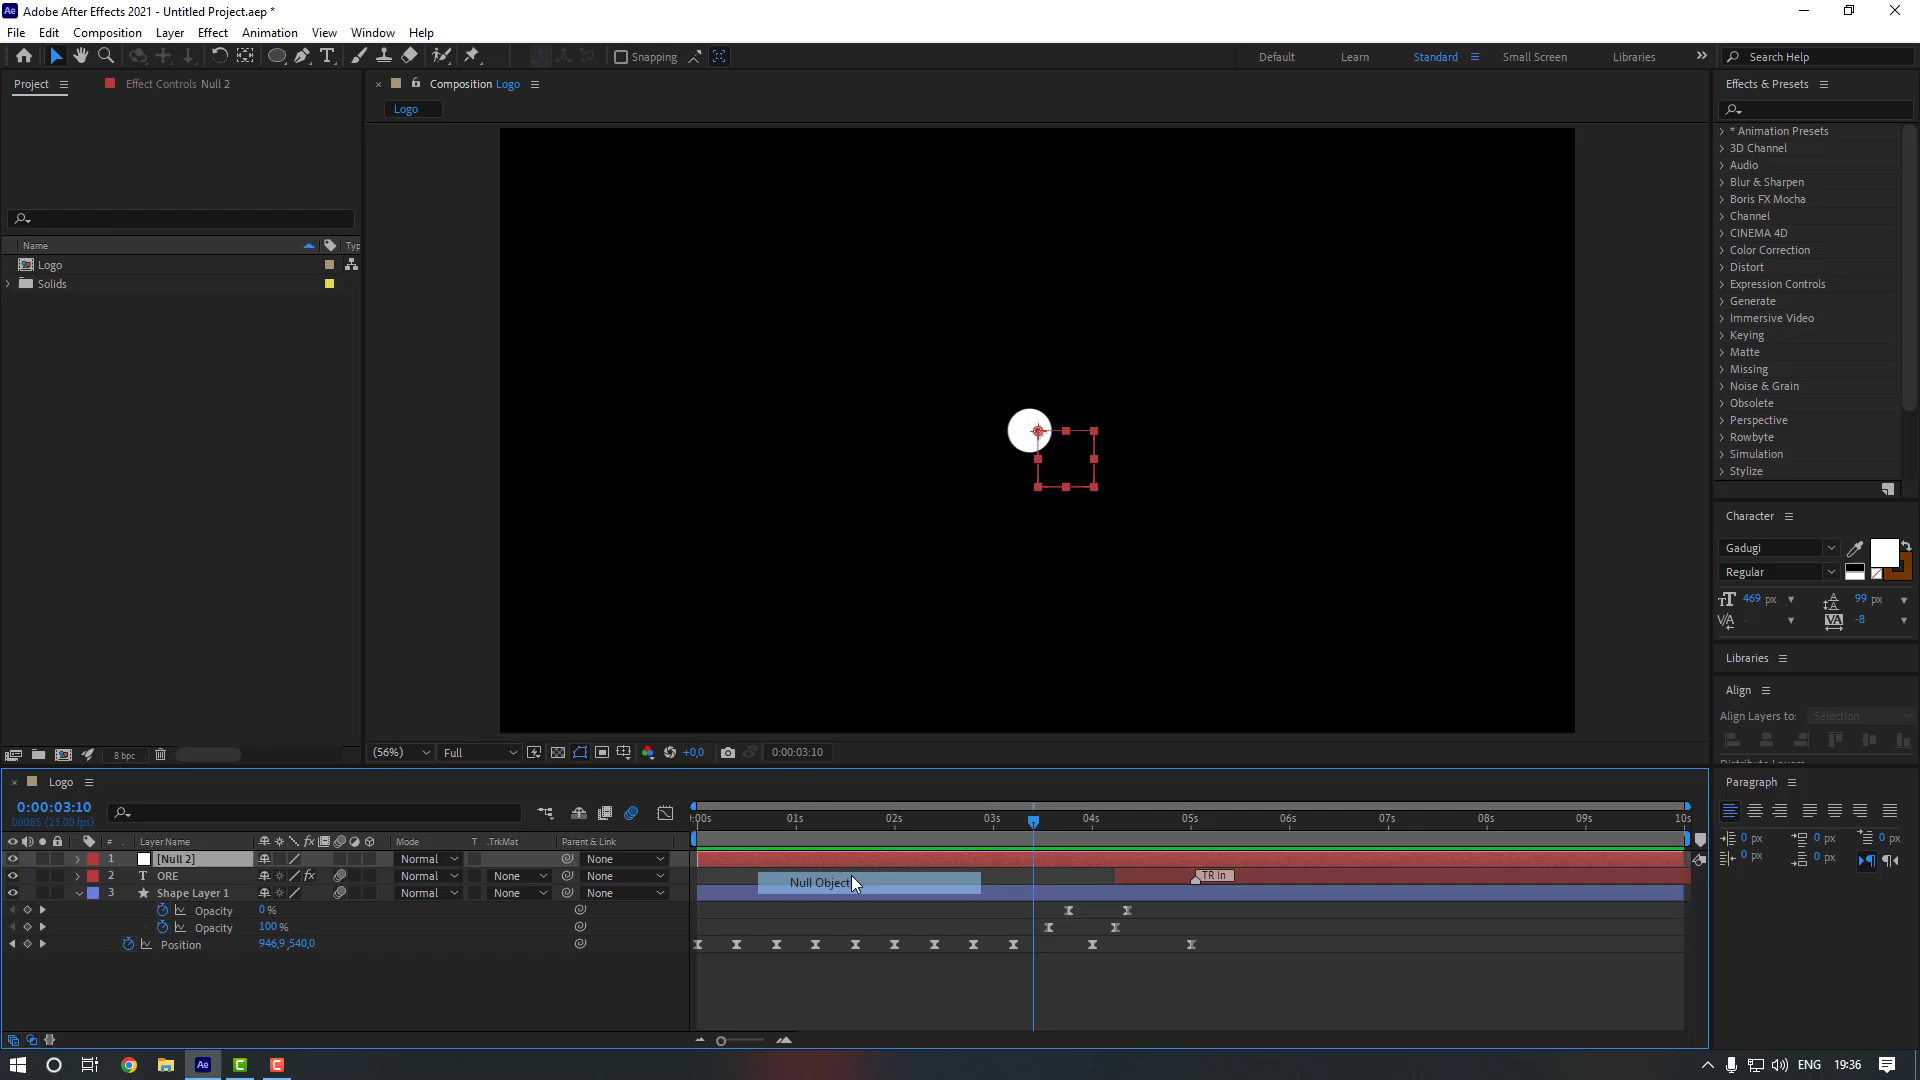 Adobe After Effects 2021 - Untitled Project.aep *
File Edit Composition Layer Effect Animation View Window Help
Snapping
Default Learn Standard Small Screen Libraries
Search Help
Project
Effect Controls Null 2
Composition Logo
Logo
Name Typ
Logo
Solids
8 bpc
(56%) Full +0,0 0:00:03:10
Effects & Presets
* Animation Presets
3D Channel
Audio
Blur & Sharpen
Boris FX Mocha
Channel
CINEMA 4D
Color Correction
Distort
Expression Controls
Generate
Immersive Video
Keying
Matte
Missing
Noise & Grain
Obsolete
Perspective
Rowbyte
Simulation
Stylize
Character
Gadugi
Regular
469 px 99 px
- -8
Libraries
Align
Align Layers to: Selection
Distribute Layers
Paragraph
0 px 0 px 0 px
0 px 0 px
Logo
0:00:03:10
00085 (25.00 fps)
:00s 01s 02s 03s 04s 05s 06s 07s 08s 09s 10s
# . Layer Name Mode T .TrkMat Parent & Link
1 [Null 2] Normal None
2 T ORE fx Normal None None
TR In
Null Object
3 Shape Layer 1 Normal None None
Opacity 0 %
Opacity 100 %
Position 946,9 ,540,0
ENG 19:36